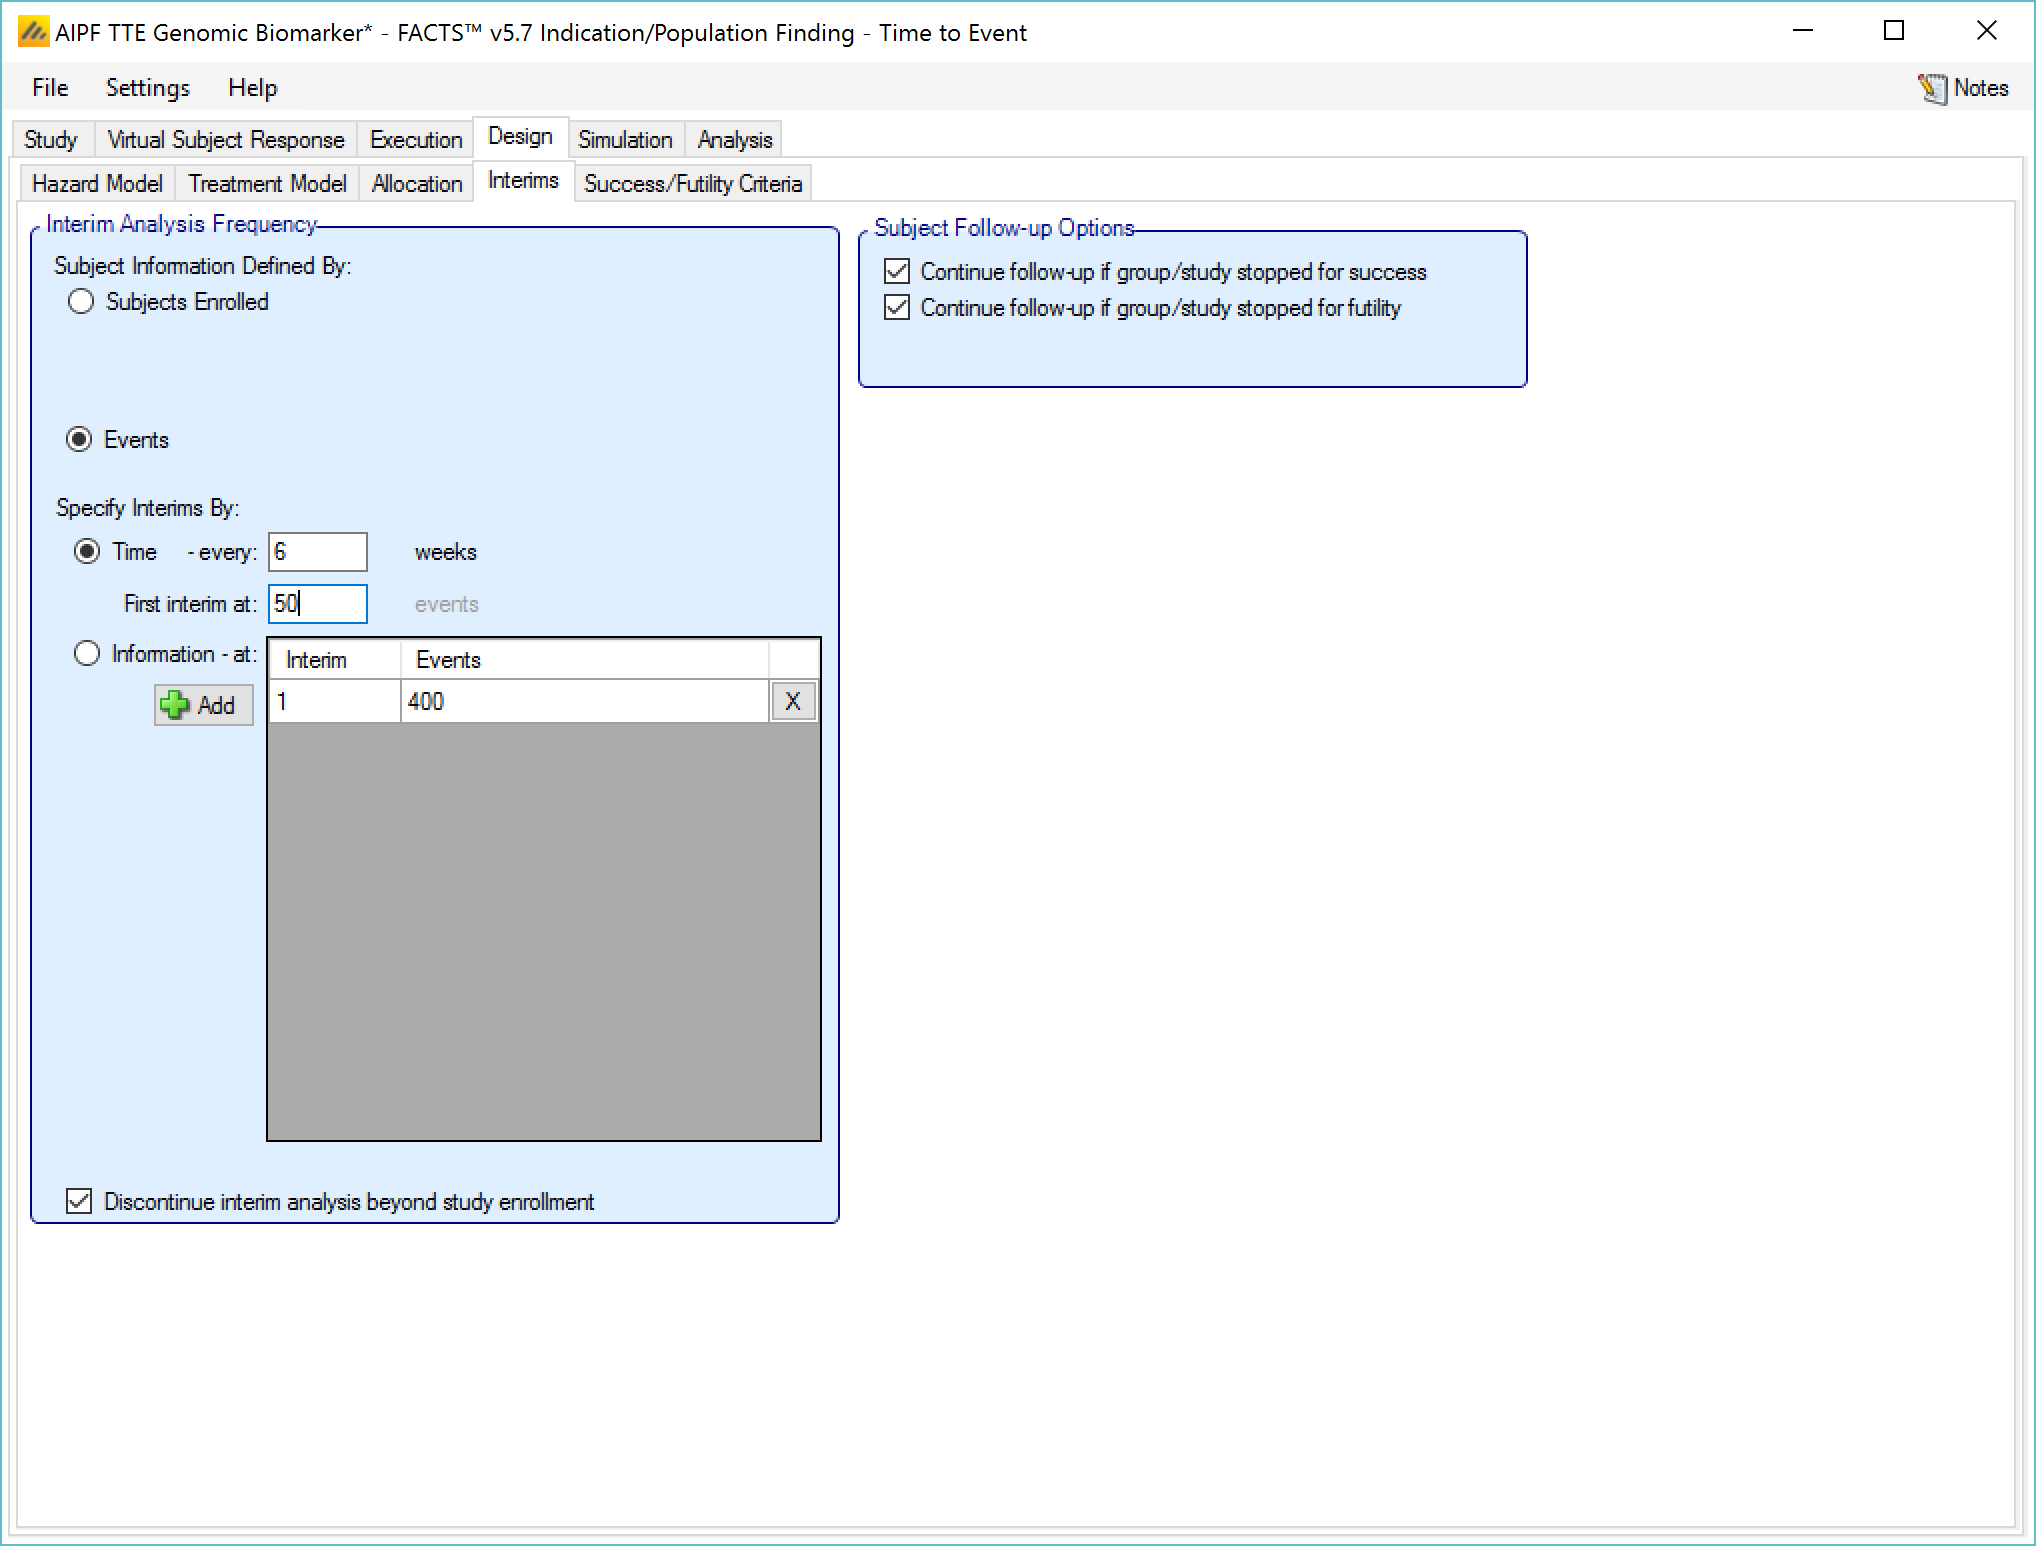 AIPF TTE Genomic Biomarker* - FACTS™ v5.7 Indication/Population Finding - Time to Event
File Settings Help Notes
Study Virtual Subject Response Execution Design Simulation Analysis
Hazard Model Treatment Model Allocation Interims Success/Futility Criteria
Interim Analysis Frequency
Subject Information Defined By:
Subjects Enrolled
Events
Specify Interims By:
Time - every: 6 weeks
First interim at: 50 events
Information - at:
Interim Events
Add
1 400 X
Discontinue interim analysis beyond study enrollment
Subject Follow-up Options
Continue follow-up if group/study stopped for success
Continue follow-up if group/study stopped for futility